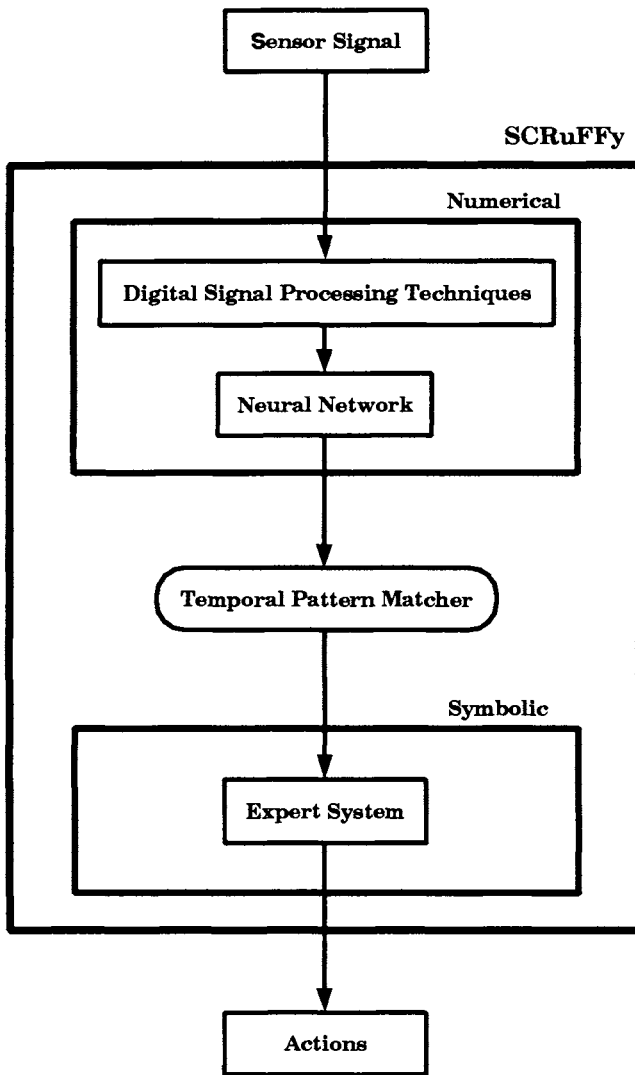 Sensor Signal
SCRuFFy
Numerical
Digital Signal Processing Techniques
Neural Network
Temporal Pattern Matcher
Symbolic
Expert System
Actions